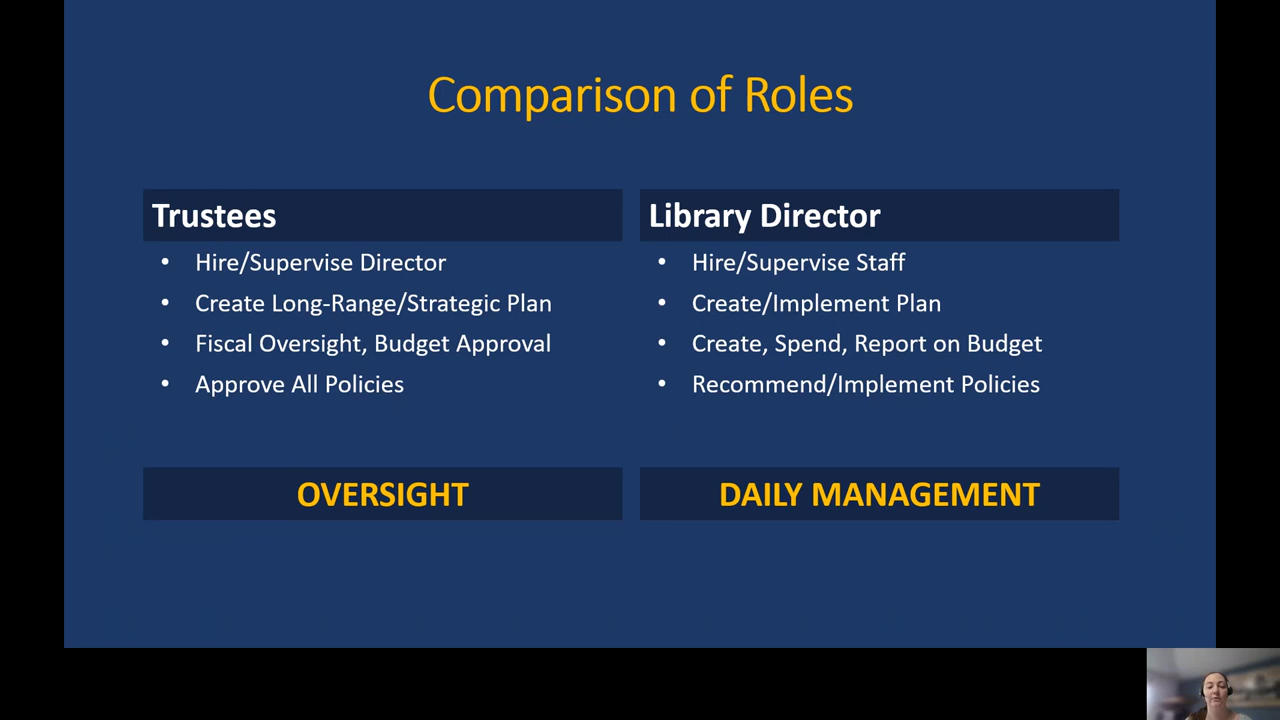 Comparison of Roles
Trustees
• Hire/Supervise Director
• Create Long-Range/Strategic Plan
• Fiscal Oversight, Budget Approval
• Approve All Policies
OVERSIGHT
Library Director
• Hire/Supervise Staff
• Create/Implement Plan
• Create, Spend, Report on Budget
• Recommend/Implement Policies
DAILY MANAGEMENT